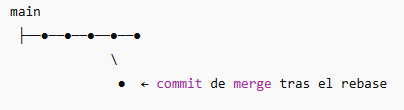 main
├──●──●──●──●──●
\
● ← commit de merge tras el rebase